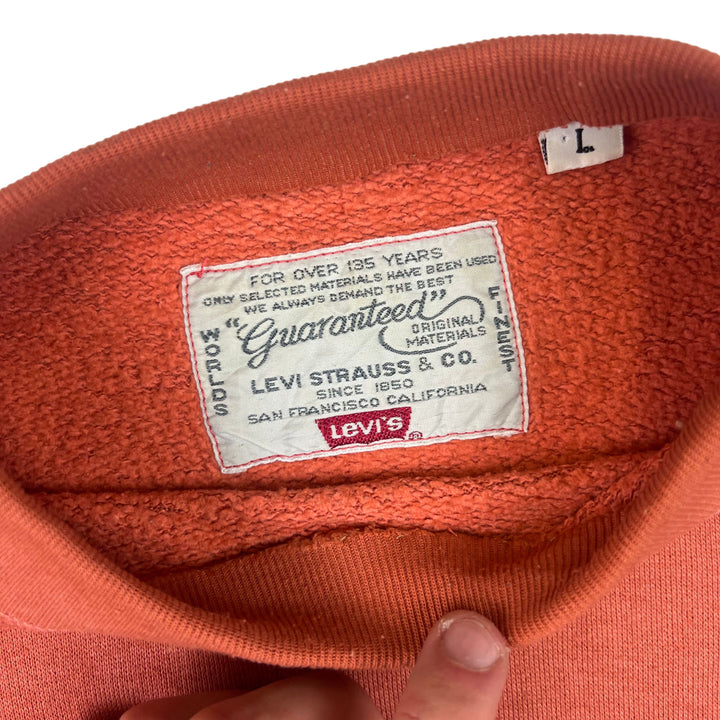 L.
FOR OVER 135 YEARS
ONLY SELECTED MATERIALS HAVE BEEN USED
WE ALWAYS DEMAND THE BEST
WORLDS
"Guaranteed"
ORIGINAL
MATERIALS
FINEST
LEVI STRAUSS & CO.
SINCE 1850
SAN FRANCISCO CALIFORNIA
LEVI'S ®